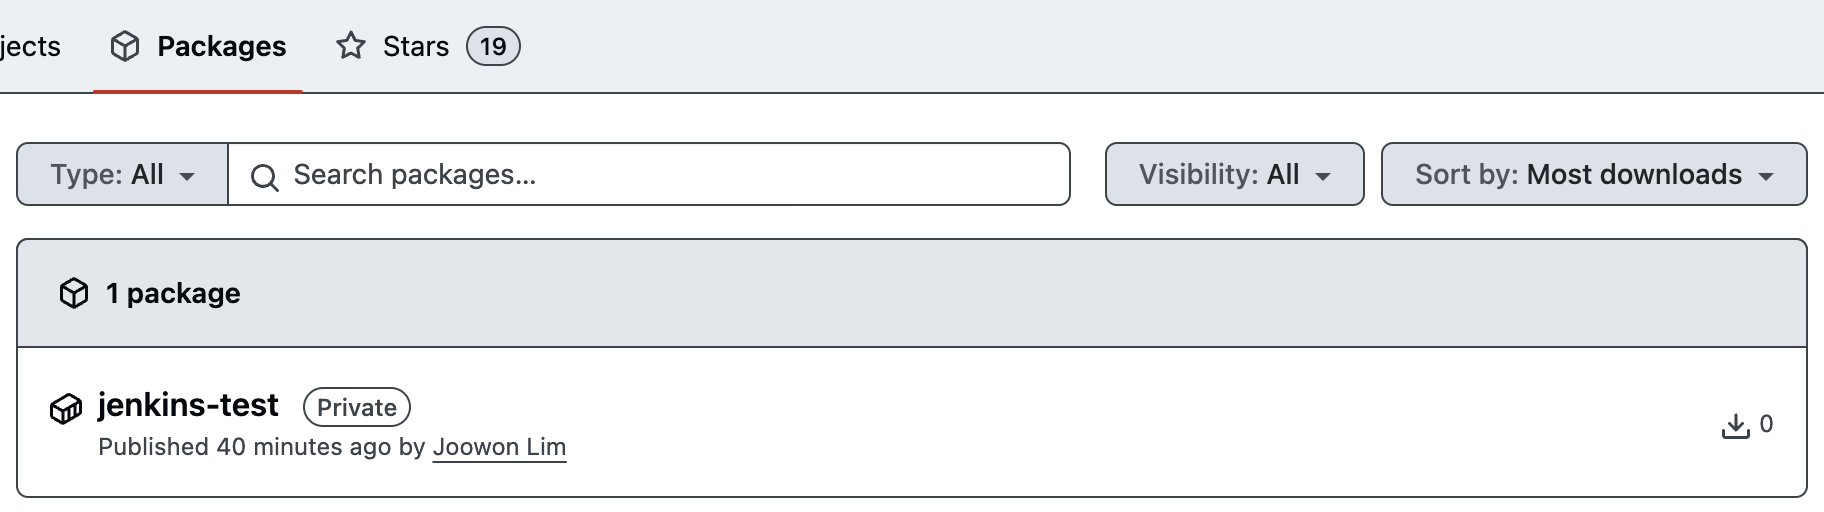 jects Packages Stars 19
Type: All Search packages... Visibility: All Sort by: Most downloads
1 package
jenkins-test Private
Published 40 minutes ago by Joowon Lim 0